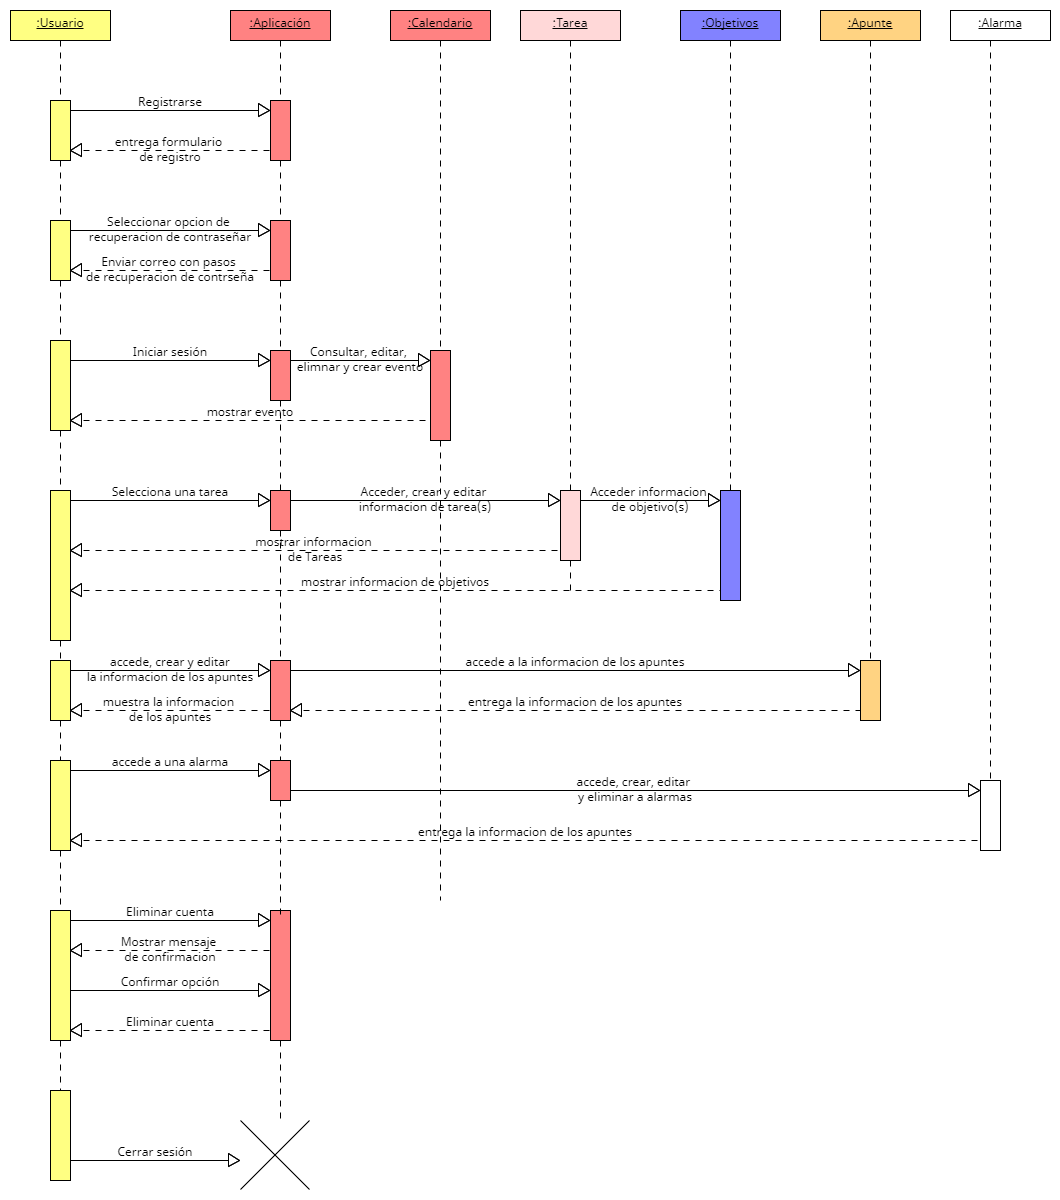 :Usuario
:Aplicación
:Calendario
:Tarea
:Objetivos
:Apunte
:Alarma
Registrarse
entrega formulario
de registro
Seleccionar opcion de
recuperacion de contraseñar
Enviar correo con pasos
de recuperacion de contrseña
Iniciar sesión
Consultar, editar,
elimnar y crear evento
mostrar evento
Selecciona una tarea
Acceder, crear y editar
informacion de tarea(s)
Acceder informacion
de objetivo(s)
mostrar informacion
de Tareas
mostrar informacion de objetivos
accede, crear y editar
la informacion de los apuntes
accede a la informacion de los apuntes
muestra la informacion
de los apuntes
entrega la informacion de los apuntes
accede a una alarma
accede, crear, editar
y eliminar a alarmas
entrega la informacion de los apuntes
Eliminar cuenta
Mostrar mensaje
de confirmacion
Confirmar opción
Eliminar cuenta
Cerrar sesión